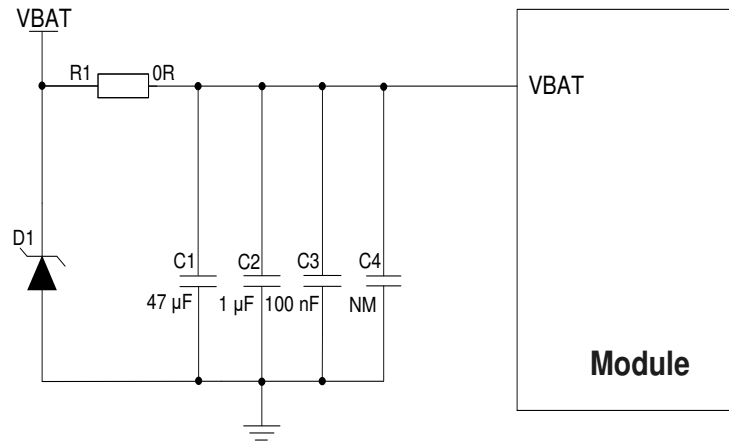 VBAT
R1 0R
VBAT
D1
C1 C2 C3 C4
47 µF 1 µF 100 nF NM
Module